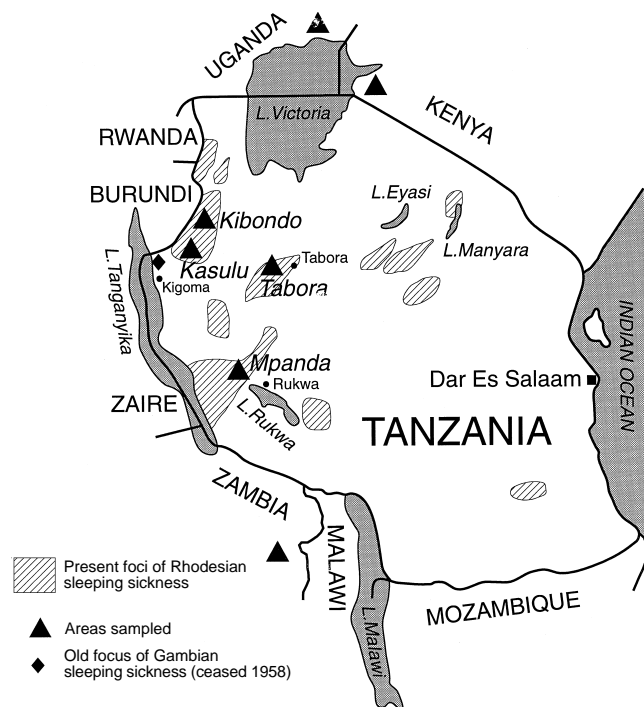 UGANDA
KENYA
L.Victoria
RWANDA
BURUNDI
L.Eyasi
L.Manyara
Kibondo
Kasulu
Kigoma
Tabora
Tabora
L.Tanganyika
INDIAN OCEAN
Mpanda
Rukwa
L.Rukwa
Dar Es Salaam
ZAIRE
TANZANIA
ZAMBIA
MALAWI
L.Malawi
MOZAMBIQUE
Present foci of Rhodesian
sleeping sickness
Areas sampled
Old focus of Gambian
sleeping sickness (ceased 1958)